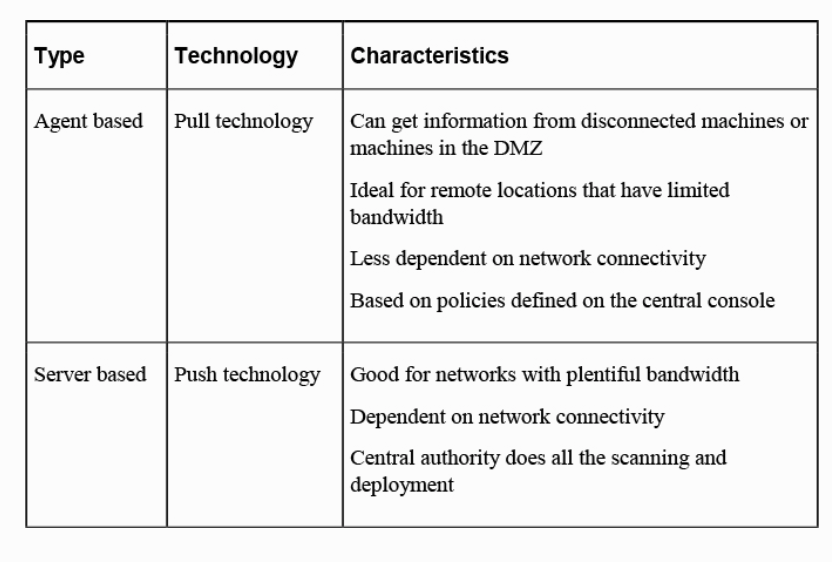 Type Technology Characteristics
Agent based Pull technology Can get information from disconnected machines or
machines in the DMZ
Ideal for remote locations that have limited
bandwidth
Less dependent on network connectivity
Based on policies defined on the central console
Server based Push technology Good for networks with plentiful bandwidth
Dependent on network connectivity
Central authority does all the scanning and
deployment